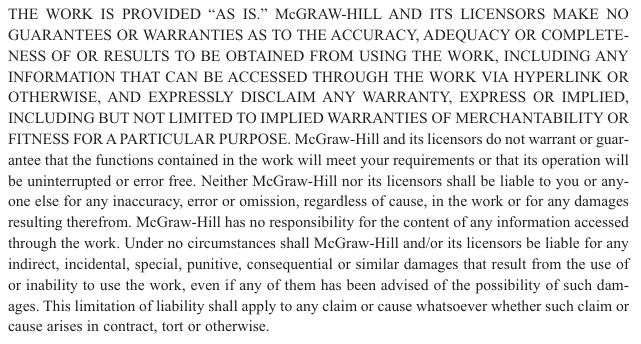 THE WORK IS PROVIDED “AS IS.” McGRAW-HILL AND ITS LICENSORS MAKE NO
GUARANTEES OR WARRANTIES AS TO THE ACCURACY, ADEQUACY OR COMPLETE-
NESS OF OR RESULTS TO BE OBTAINED FROM USING THE WORK, INCLUDING ANY
INFORMATION THAT CAN BE ACCESSED THROUGH THE WORK VIA HYPERLINK OR
OTHERWISE, AND EXPRESSLY DISCLAIM ANY WARRANTY, EXPRESS OR IMPLIED,
INCLUDING BUT NOT LIMITED TO IMPLIED WARRANTIES OF MERCHANTABILITY OR
FITNESS FOR A PARTICULAR PURPOSE. McGraw-Hill and its licensors do not warrant or guar-
antee that the functions contained in the work will meet your requirements or that its operation will
be uninterrupted or error free. Neither McGraw-Hill nor its licensors shall be liable to you or any-
one else for any inaccuracy, error or omission, regardless of cause, in the work or for any damages
resulting therefrom. McGraw-Hill has no responsibility for the content of any information accessed
through the work. Under no circumstances shall McGraw-Hill and/or its licensors be liable for any
indirect, incidental, special, punitive, consequential or similar damages that result from the use of
or inability to use the work, even if any of them has been advised of the possibility of such dam-
ages. This limitation of liability shall apply to any claim or cause whatsoever whether such claim or
cause arises in contract, tort or otherwise.